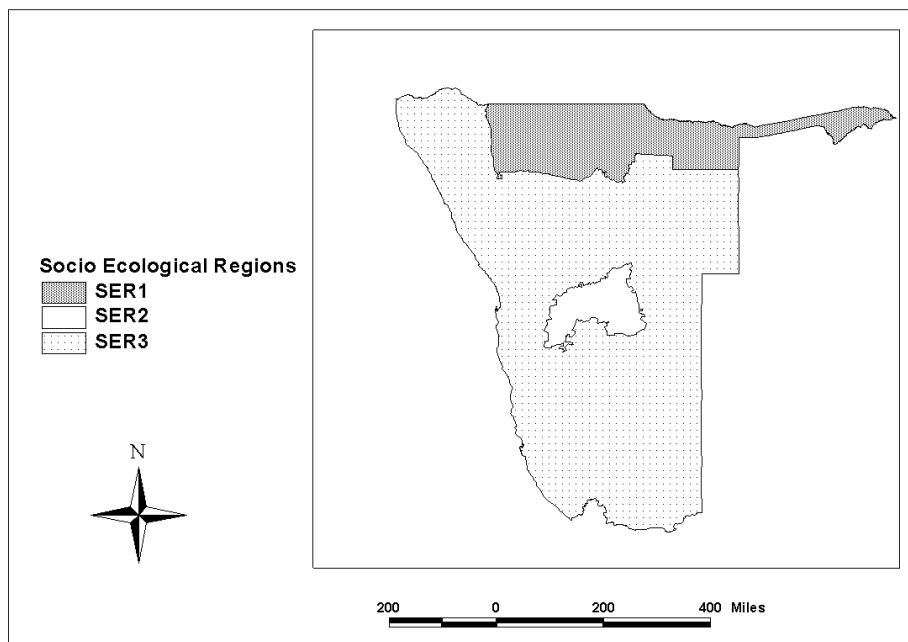 Socio Ecological Regions
SER1
SER2
SER3
N
200 0 200 400 Miles